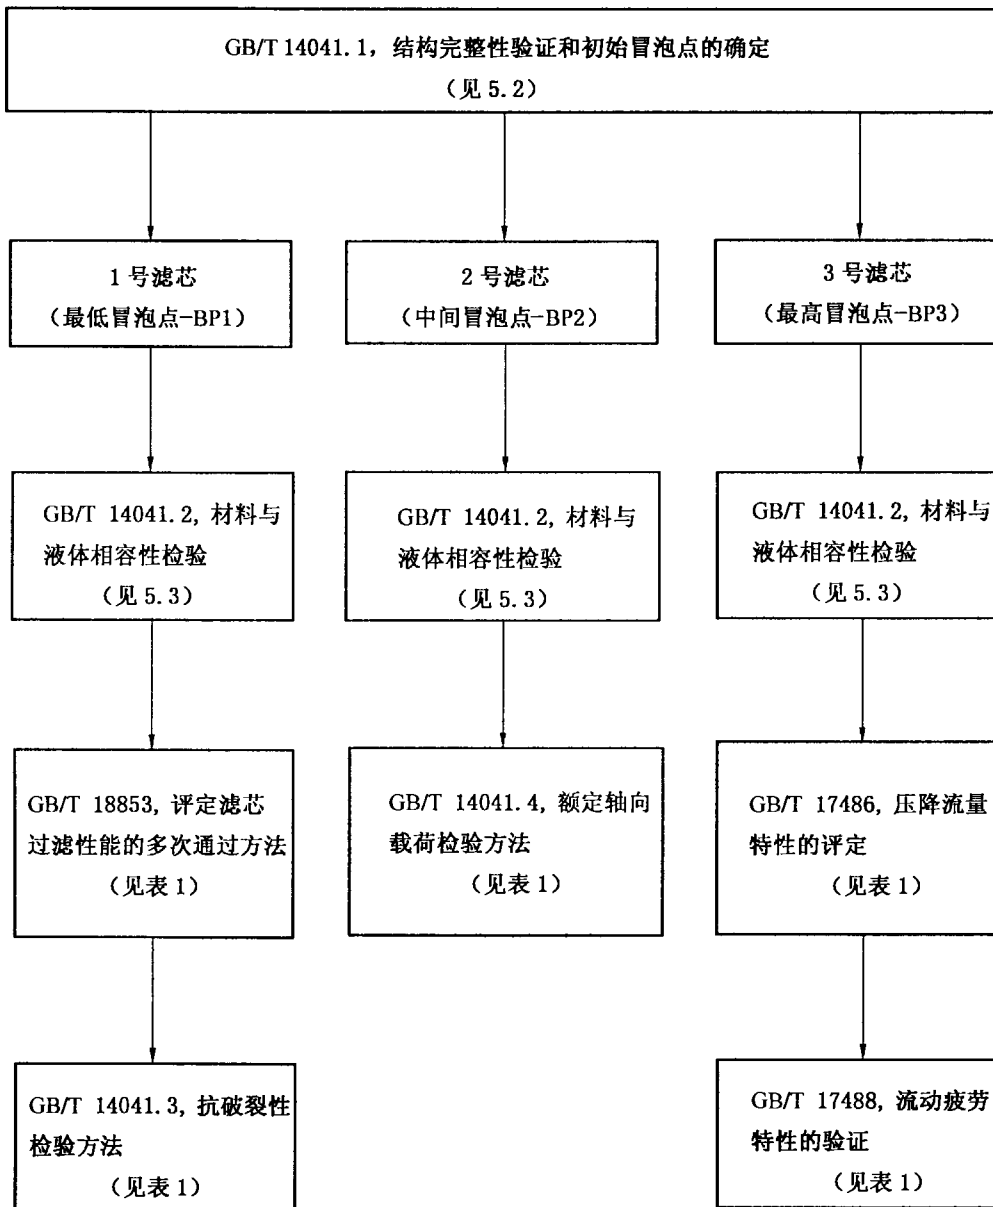 GB/T 14041.1，结构完整性验证和初始冒泡点的确定
（见 5.2）
1 号滤芯
（最低冒泡点-BP1）
2 号滤芯
（中间冒泡点-BP2）
3 号滤芯
（最高冒泡点-BP3）
GB/T 14041.2，材料与
液体相容性检验
（见 5.3）
GB/T 14041.2，材料与
液体相容性检验
（见 5.3）
GB/T 14041.2，材料与
液体相容性检验
（见 5.3）
GB/T 18853，评定滤芯
过滤性能的多次通过方法
（见表 1）
GB/T 14041.4，额定轴向
载荷检验方法
（见表 1）
GB/T 17486，压降流量
特性的评定
（见表 1）
GB/T 14041.3，抗破裂性
检验方法
（见表 1）
GB/T 17488，流动疲劳
特性的验证
（见表 1）